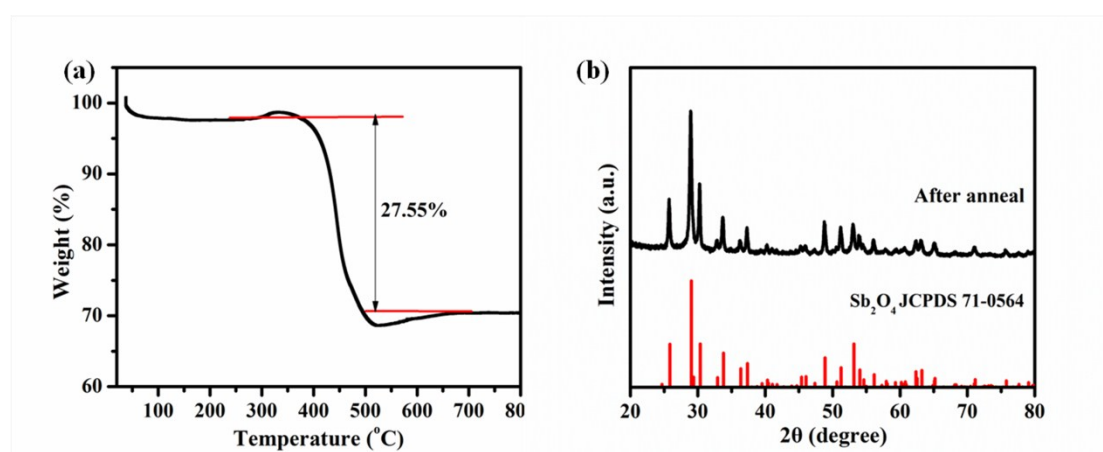 (a)
100
90
80
70
60
Weight (%)
27.55%
100 200 300 400 500 600 700 80
Temperature (°C)
(b)
Intensity (a.u.)
After anneal
Sb₂O₄ JCPDS 71-0564
20 30 40 50 60 70 80
2θ (degree)